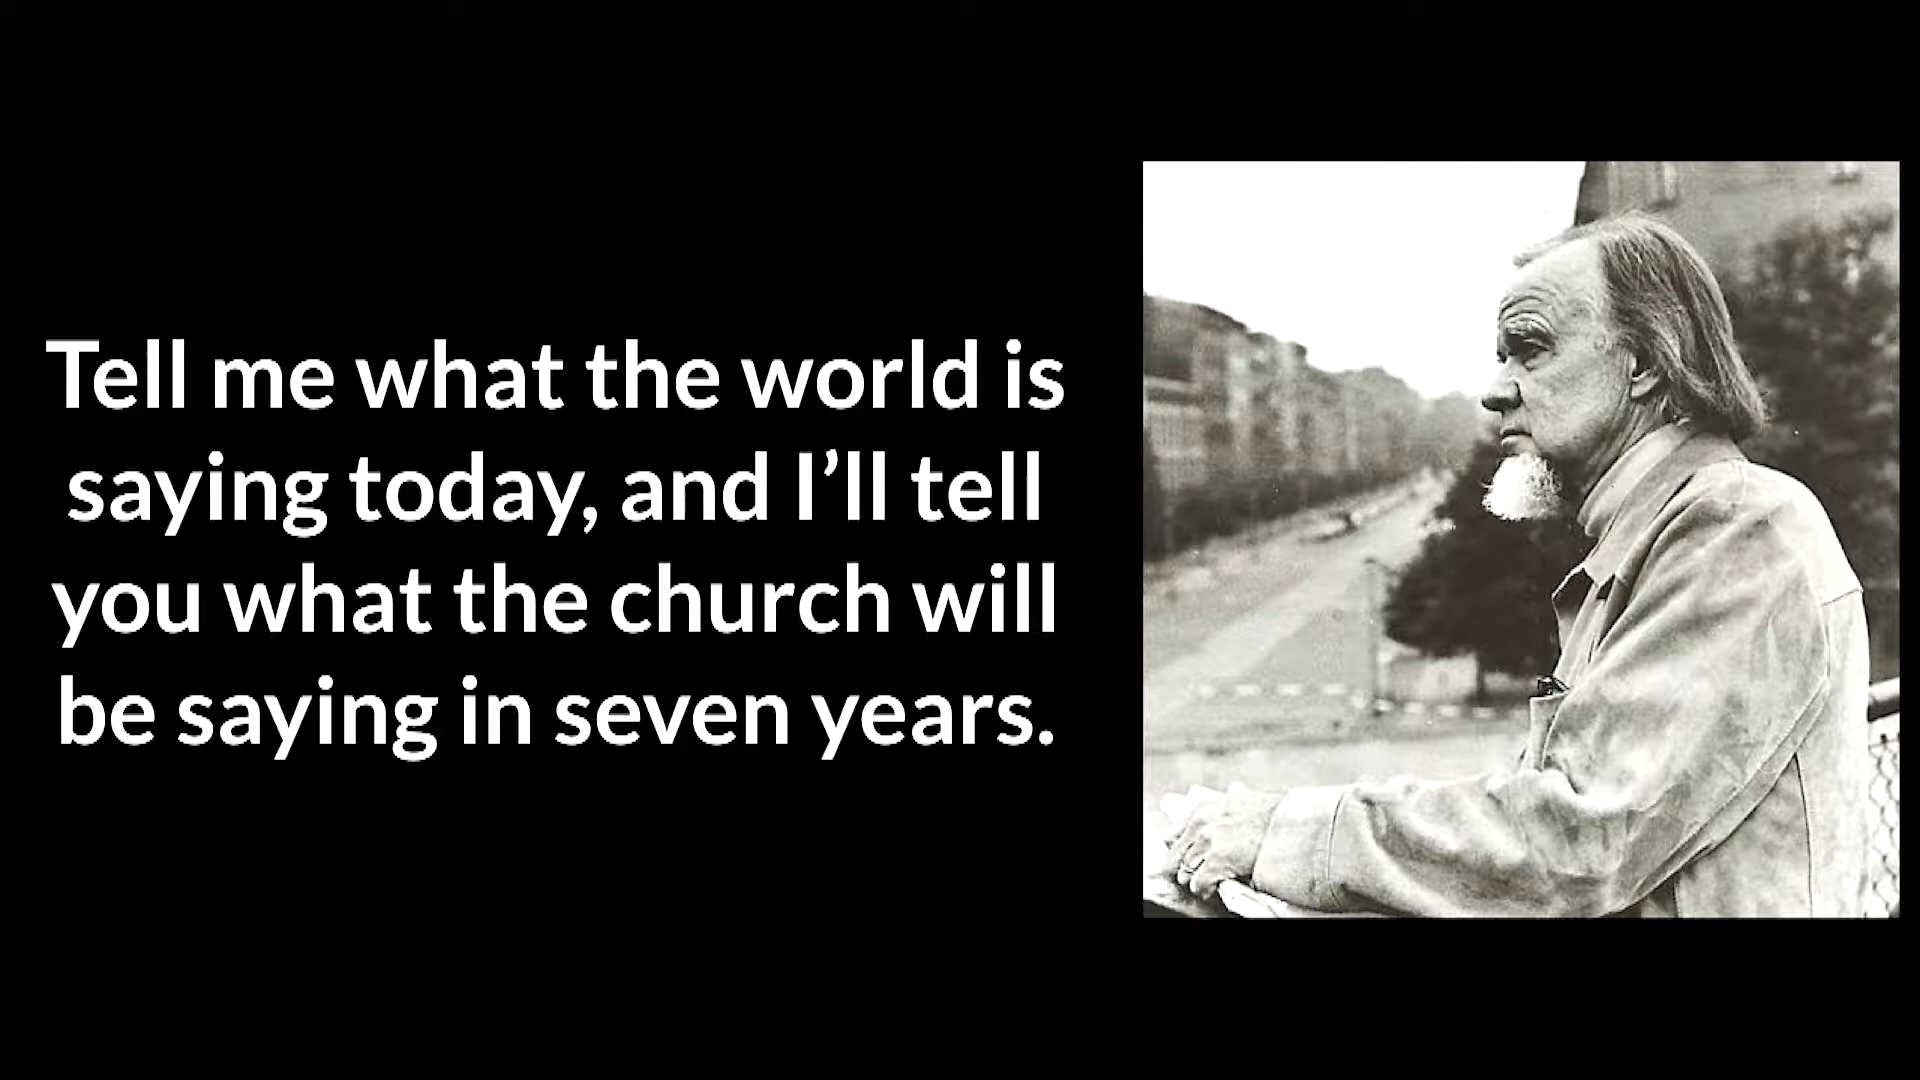 Tell me what the world is
saying today, and I’ll tell
you what the church will
be saying in seven years.